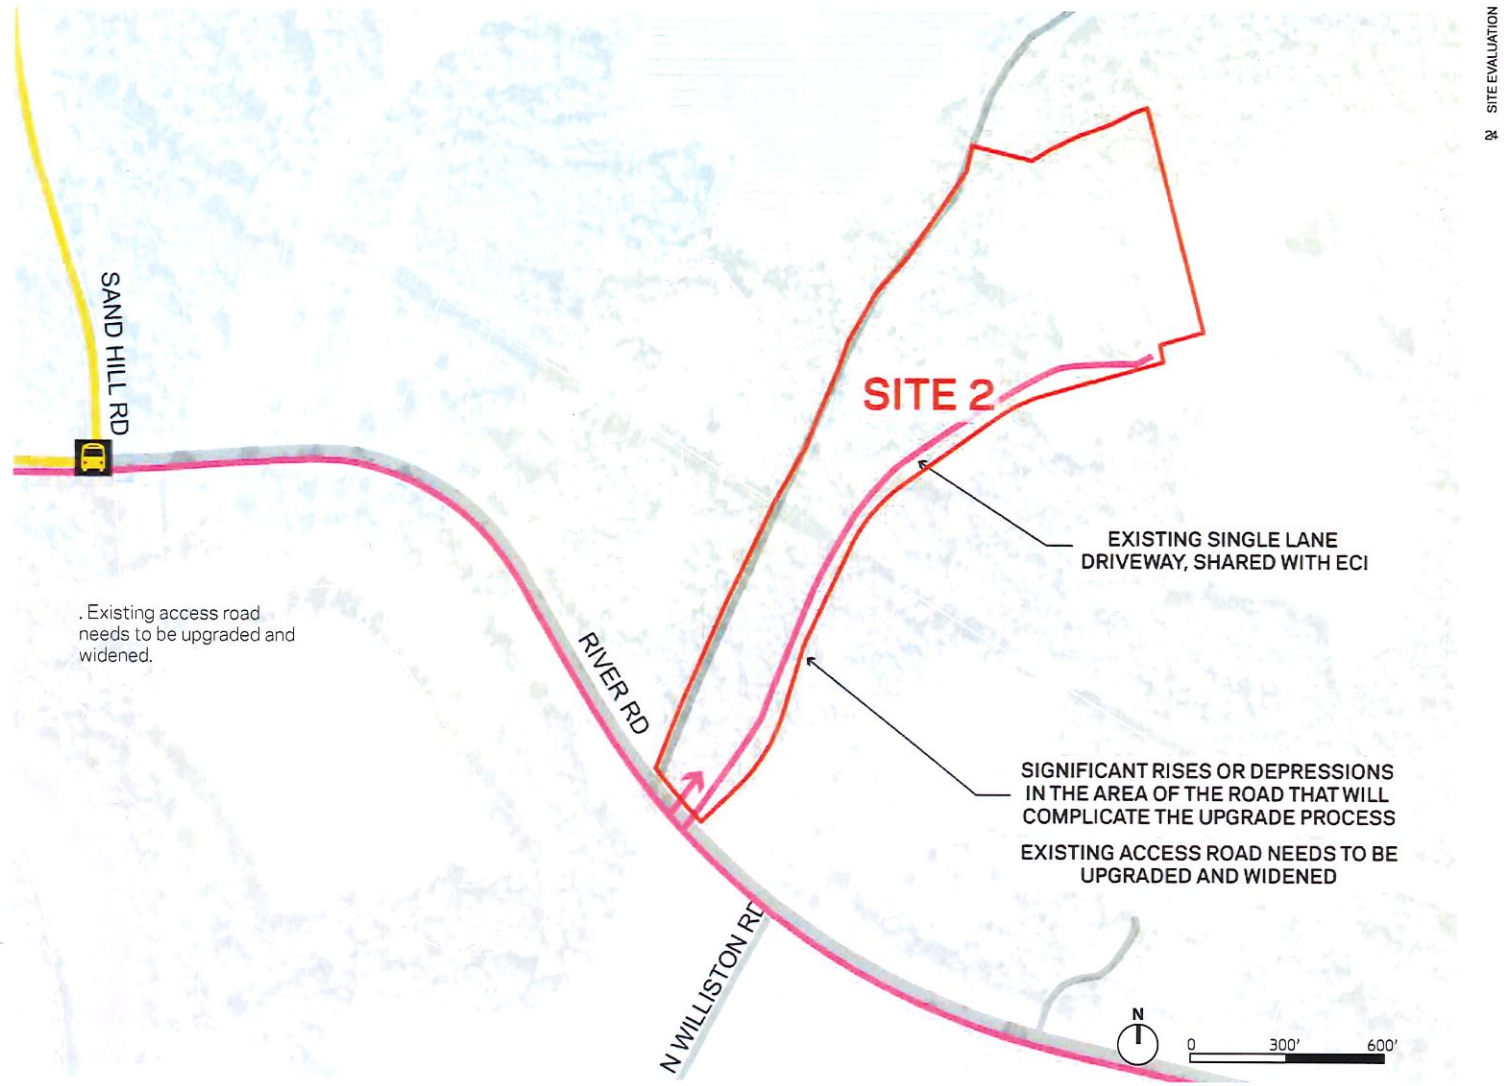 24 SITE EVALUATION
SAND HILL RD
SITE 2
EXISTING SINGLE LANE
DRIVEWAY, SHARED WITH ECI
. Existing access road
needs to be upgraded and
widened.
RIVER RD
SIGNIFICANT RISES OR DEPRESSIONS
IN THE AREA OF THE ROAD THAT WILL
COMPLICATE THE UPGRADE PROCESS
EXISTING ACCESS ROAD NEEDS TO BE
UPGRADED AND WIDENED
N WILLISTON RD
N
0 300' 600'